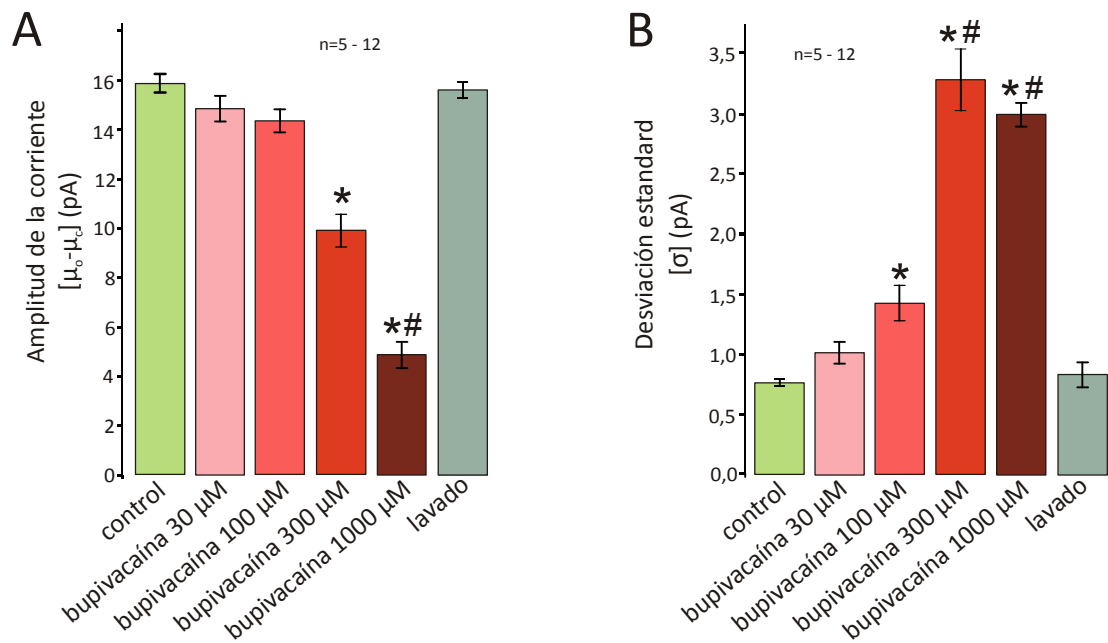 A
n=5 - 12
Amplitud de la corriente
[µₒ-µ꜀] (pA)
16
14
12
10
8
6
4
2
0
*
*#
control
bupivacaína 30 µM
bupivacaína 100 µM
bupivacaína 300 µM
bupivacaína 1000 µM
lavado
B
n=5 - 12
Desviación estandard
[σ] (pA)
3,5
3,0
2,5
2,0
1,5
1,0
0,5
0,0
*
*#
*#
control
bupivacaína 30 µM
bupivacaína 100 µM
bupivacaína 300 µM
bupivacaína 1000 µM
lavado